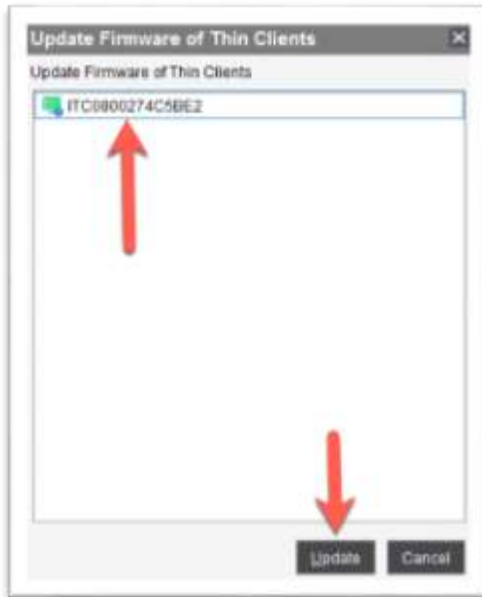 Update Firmware of Thin Clients
Update Firmware of Thin Clients
ITC0800274C5BE2
Update Cancel